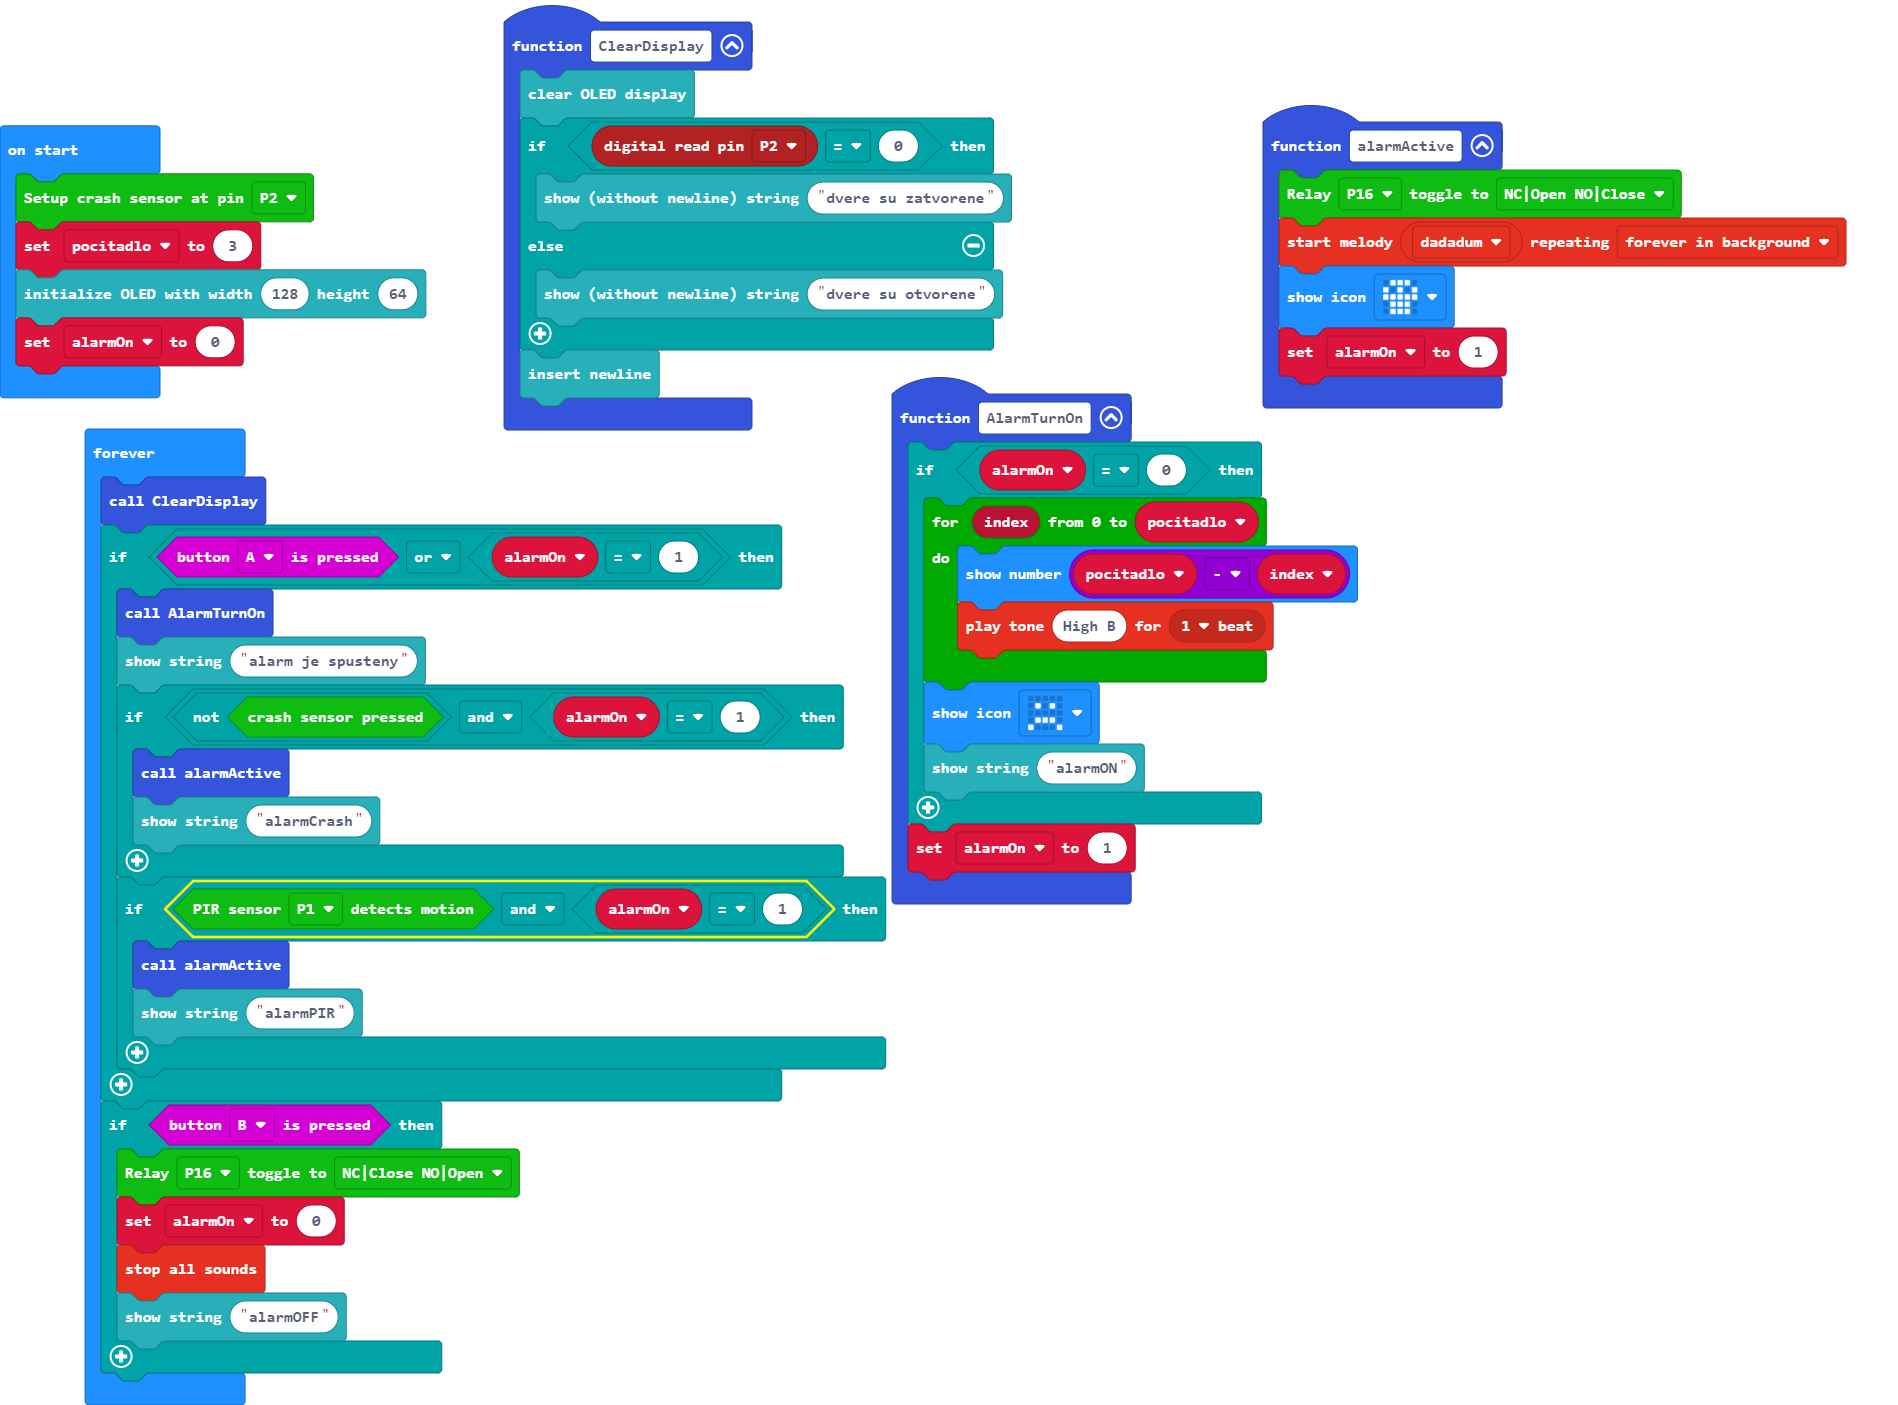 on start
Setup crash sensor at pin P2
set pocitadlo to 3
initialize OLED with width 128 height 64
set alarmOn to 0
function ClearDisplay
clear OLED display
if digital read pin P2 = 0 then
show (without newline) string "dvere su zatvorene"
else
show (without newline) string "dvere su otvorene"
insert newline
function alarmActive
Relay P16 toggle to NC|Open NO|Close
start melody dadadum repeating forever in background
show icon
set alarmOn to 1
forever
call ClearDisplay
if button A is pressed or alarmOn = 1 then
call AlarmTurnOn
show string "alarm je spusteny"
if not crash sensor pressed and alarmOn = 1 then
call alarmActive
show string "alarmCrash"
if PIR sensor P1 detects motion and alarmOn = 1 then
call alarmActive
show string "alarmPIR"
if button B is pressed then
Relay P16 toggle to NC|Close NO|Open
set alarmOn to 0
stop all sounds
show string "alarmOFF"
function AlarmTurnOn
if alarmOn = 0 then
for index from 0 to pocitadlo
do show number pocitadlo - index
play tone High B for 1 beat
show icon
show string "alarmON"
set alarmOn to 1